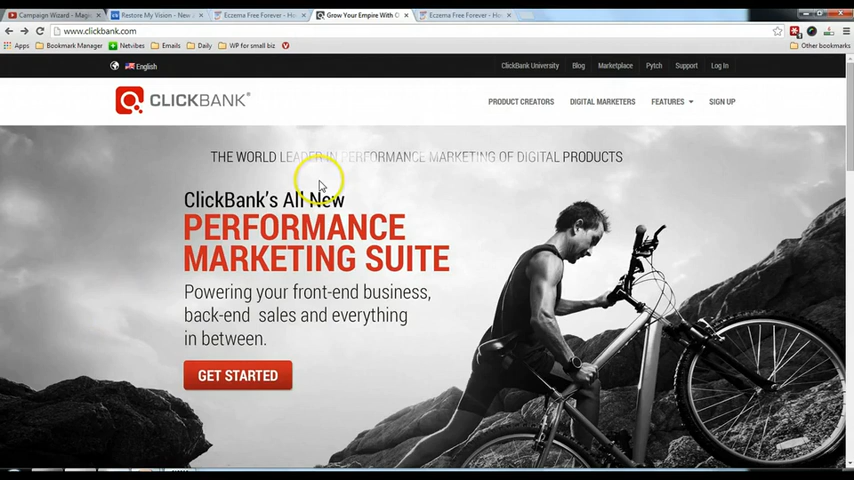 Campaign Wizard - Magi
Restore My Vision - New A
Eczema Free Forever - Ho
Grow Your Empire With C
Eczema Free Forever - Ho
www.clickbank.com
Apps Bookmark Manager Netvibes Emails Daily WP for small biz Other bookmarks
English ClickBank University Blog Marketplace Pytch Support Log In
CLICKBANK®
PRODUCT CREATORS DIGITAL MARKETERS FEATURES SIGN UP
THE WORLD LEADER IN PERFORMANCE MARKETING OF DIGITAL PRODUCTS
ClickBank's All New
PERFORMANCE
MARKETING SUITE
Powering your front-end business,
back-end sales and everything
in between.
GET STARTED